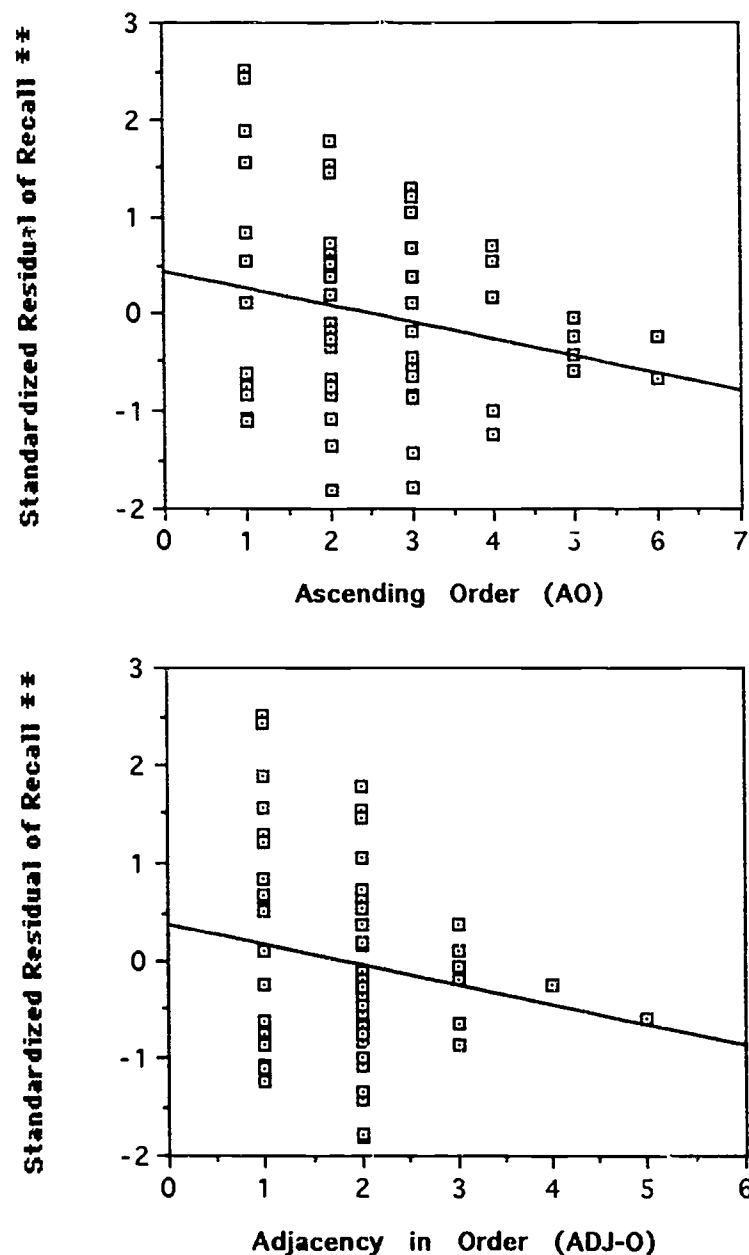 Standardized Residual of Recall **
3
2
1
0
-1
-2
0 1 2 3 4 5 6 7
Ascending Order (AO)
Standardized Residual of Recall **
3
2
1
0
-1
-2
0 1 2 3 4 5 6
Adjacency in Order (ADJ-O)